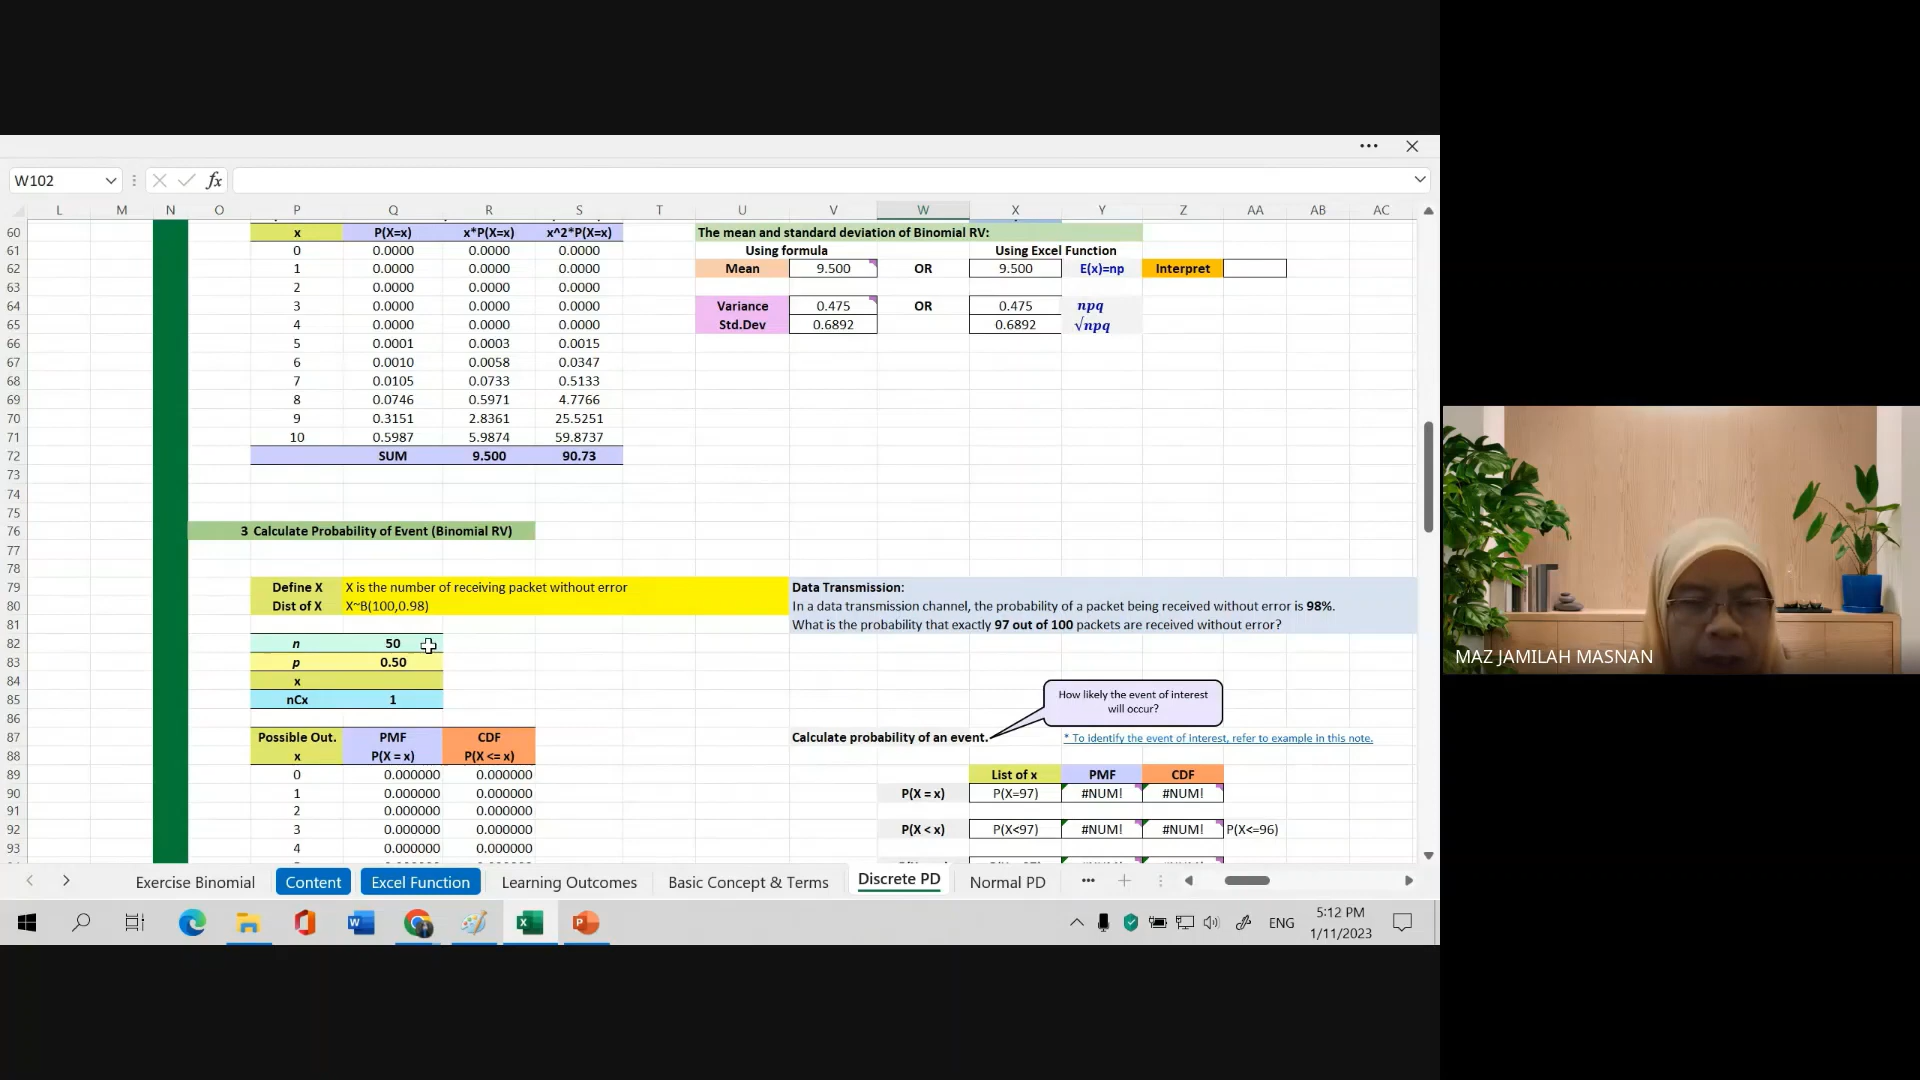 W102
fx
L M N O P Q R S T U V W X Y Z AA AB AC
60 x P(X=x) x*P(X=x) x^2*P(X=x) The mean and standard deviation of Binomial RV:
61 0 0.0000 0.0000 0.0000 Using formula Using Excel Function
62 1 0.0000 0.0000 0.0000 Mean 9.500 OR 9.500 E(x)=np Interpret
63 2 0.0000 0.0000 0.0000
64 3 0.0000 0.0000 0.0000 Variance 0.475 OR 0.475 npq
65 4 0.0000 0.0000 0.0000 Std.Dev 0.6892 0.6892 √npq
66 5 0.0001 0.0003 0.0015
67 6 0.0010 0.0058 0.0347
68 7 0.0105 0.0733 0.5133
69 8 0.0746 0.5971 4.7766
70 9 0.3151 2.8361 25.5251
71 10 0.5987 5.9874 59.8737
72 SUM 9.500 90.73
73
74
75
76 3 Calculate Probability of Event (Binomial RV)
77
78
79 Define X X is the number of receiving packet without error Data Transmission:
80 Dist of X X~B(100,0.98) In a data transmission channel, the probability of a packet being received without error is 98%.
81 What is the probability that exactly 97 out of 100 packets are received without error?
82 n 50
83 p 0.50
84 x
85 nCx 1
How likely the event of interest
will occur?
86
87 Possible Out. PMF CDF Calculate probability of an event. * To identify the event of interest, refer to example in this note.
88 x P(X = x) P(X <= x)
89 0 0.000000 0.000000 List of x PMF CDF
90 1 0.000000 0.000000 P(X = x) P(X=97) #NUM! #NUM!
91 2 0.000000 0.000000
92 3 0.000000 0.000000 P(X < x) P(X<97) #NUM! #NUM! P(X<=96)
93 4 0.000000 0.000000
Exercise Binomial Content Excel Function Learning Outcomes Basic Concept & Terms Discrete PD Normal PD
ENG
5:12 PM
1/11/2023
MAZ JAMILAH MASNAN